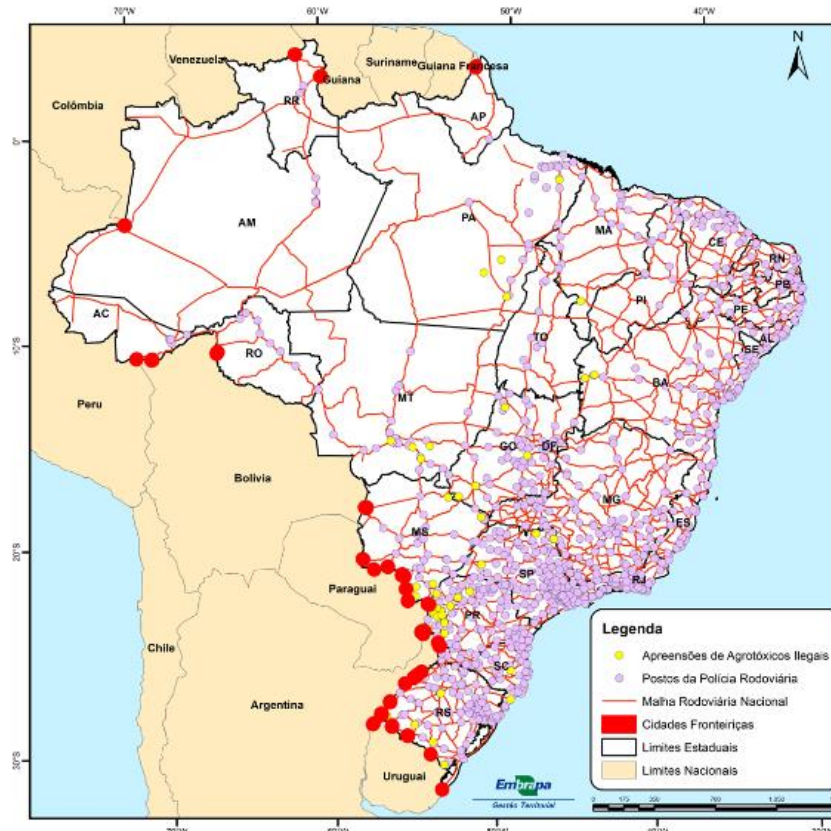 70°W
60°W
50°W
40°W
N
Venezuela
Suriname
Guiana Francesa
Guiana
Colômbia
RR
AP
0°
AM
PA
MA
CE
RN
PB
PI
PE
AC
AL
TO
SE
10°S
RO
BA
MT
Peru
GO
DF
Bolivia
MG
ES
MS
20°S
SP
RJ
Paraguai
PR
Legenda
Chile
SC
Apreensões de Agrotóxicos Ilegais
Postos da Polícia Rodoviária
Argentina
Malha Rodoviária Nacional
RS
Cidades Fronteiriças
Limites Estaduais
Uruguai
Limites Nacionais
30°S
Embrapa
Gestão Territorial